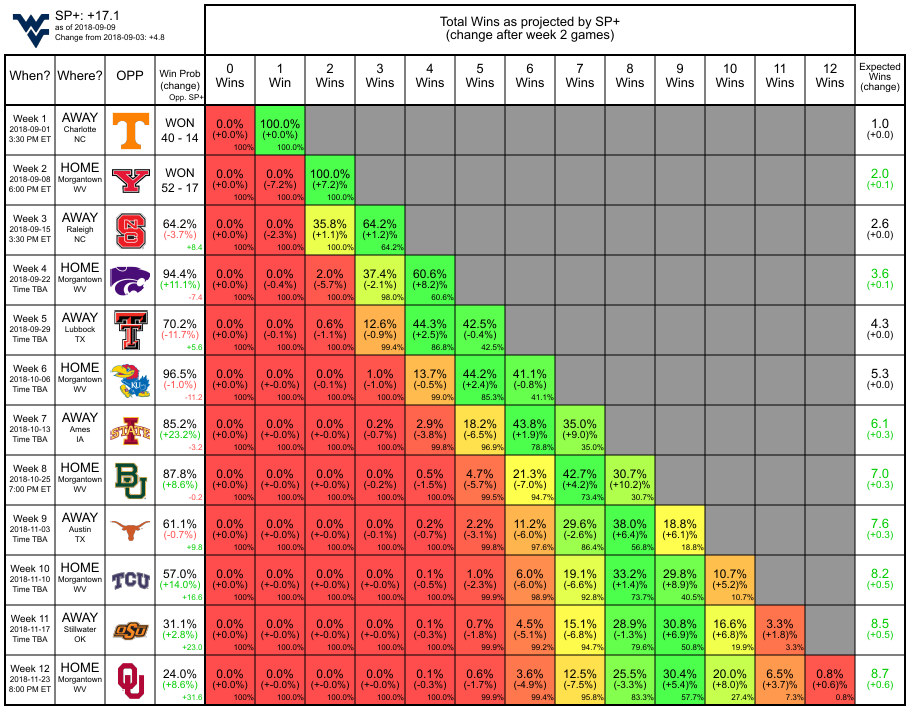 SP+: +17.1
as of 2018-09-09
Change from 2018-09-03: +4.8
Total Wins as projected by SP+
(change after week 2 games)
When? Where? OPP Win Prob (change) Opp. SP+ 0 Wins 1 Win 2 Wins 3 Wins 4 Wins 5 Wins 6 Wins 7 Wins 8 Wins 9 Wins 10 Wins 11 Wins 12 Wins Expected Wins (change)
Week 1 AWAY T WON 0.0% 100.0% 1.0
2018-09-01 Charlotte 40 - 14 (+0.0%) (+0.0%) (+0.0)
3:30 PM ET NC 100% 100.0%
Week 2 HOME Y WON 0.0% 0.0% 100.0% 2.0
2018-09-08 Morgantown 52 - 17 (+0.0%) (-7.2%) (+7.2)% (+0.1)
6:00 PM ET WV 100% 100.0% 100.0%
Week 3 AWAY NCS 64.2% 0.0% 0.0% 35.8% 64.2% 2.6
2018-09-15 Raleigh (-3.7%) (+0.0%) (-2.3%) (+1.1)% (+1.2)% (+0.0)
3:30 PM ET NC +8.4 100% 100.0% 100.0% 64.2%
Week 4 HOME 94.4% 0.0% 0.0% 2.0% 37.4% 60.6% 3.6
2018-09-22 Morgantown (+11.1%) (+0.0%) (-0.4%) (-5.7%) (-2.1%) (+8.2)% (+0.1)
Time TBA WV -7.4 100% 100.0% 100.0% 98.0% 60.6%
Week 5 AWAY T 70.2% 0.0% 0.0% 0.6% 12.6% 44.3% 42.5% 4.3
2018-09-29 Lubbock (-11.7%) (+0.0%) (-0.1%) (-1.1%) (-0.9%) (+2.5)% (-0.4%) (+0.0)
Time TBA TX +5.6 100% 100.0% 100.0% 99.4% 86.8% 42.5%
Week 6 HOME KU 96.5% 0.0% 0.0% 0.0% 1.0% 13.7% 44.2% 41.1% 5.3
2018-10-06 Morgantown (-1.0%) (+0.0%) (+-0.0%) (-0.1%) (-1.0%) (-0.5%) (+2.4)% (-0.8%) (+0.0)
Time TBA WV -11.2 100% 100.0% 100.0% 100.0% 99.0% 85.3% 41.1%
Week 7 AWAY I STATE 85.2% 0.0% 0.0% 0.0% 0.2% 2.9% 18.2% 43.8% 35.0% 6.1
2018-10-13 Ames (+23.2%) (+0.0%) (+-0.0%) (+-0.0%) (-0.7%) (-3.8%) (-6.5%) (+1.9)% (+9.0)% (+0.3)
Time TBA IA -3.2 100% 100.0% 100.0% 100.0% 99.8% 96.9% 78.8% 35.0%
Week 8 HOME BU 87.8% 0.0% 0.0% 0.0% 0.0% 0.5% 4.7% 21.3% 42.7% 30.7% 7.0
2018-10-25 Morgantown (+8.6%) (+0.0%) (+-0.0%) (+-0.0%) (-0.2%) (-1.5%) (-5.7%) (-7.0%) (+4.2)% (+10.2)% (+0.3)
7:00 PM ET WV -0.2 100% 100.0% 100.0% 100.0% 100.0% 99.5% 94.7% 73.4% 30.7%
Week 9 AWAY 61.1% 0.0% 0.0% 0.0% 0.0% 0.2% 2.2% 11.2% 29.6% 38.0% 18.8% 7.6
2018-11-03 Austin (-0.7%) (+0.0%) (+-0.0%) (+-0.0%) (+-0.0%) (-0.7%) (-3.1%) (-6.0%) (-2.6%) (+6.4)% (+6.1)% (+0.3)
Time TBA TX +9.8 100% 100.0% 100.0% 100.0% 100.0% 99.8% 97.6% 86.4% 56.8% 18.8%
Week 10 HOME TCU 57.0% 0.0% 0.0% 0.0% 0.0% 0.1% 1.0% 6.0% 19.1% 33.2% 29.8% 10.7% 8.2
2018-11-10 Morgantown (+14.0%) (+0.0%) (+-0.0%) (+-0.0%) (+-0.0%) (-0.5%) (-2.3%) (-6.0%) (-6.6%) (+1.4)% (+8.9)% (+5.2)% (+0.5)
Time TBA WV +16.6 100% 100.0% 100.0% 100.0% 100.0% 99.9% 98.9% 92.8% 73.7% 40.5% 10.7%
Week 11 AWAY OSU 31.1% 0.0% 0.0% 0.0% 0.0% 0.1% 0.7% 4.5% 15.1% 28.9% 30.8% 16.6% 3.3% 8.5
2018-11-17 Stillwater (+2.8%) (+0.0%) (+-0.0%) (+-0.0%) (+-0.0%) (-0.3%) (-1.8%) (-5.1%) (-6.8%) (-1.3%) (+6.9)% (+6.8)% (+1.8)% (+0.5)
Time TBA OK +23.0 100% 100.0% 100.0% 100.0% 100.0% 99.9% 99.2% 94.7% 79.6% 50.8% 19.9% 3.3%
Week 12 HOME OU 24.0% 0.0% 0.0% 0.0% 0.0% 0.1% 0.6% 3.6% 12.5% 25.5% 30.4% 20.0% 6.5% 0.8% 8.7
2018-11-23 Morgantown (+8.6%) (+0.0%) (+-0.0%) (+-0.0%) (+-0.0%) (-0.3%) (-1.7%) (-4.9%) (-7.5%) (-3.3%) (+5.4)% (+8.0)% (+3.7)% (+0.6)% (+0.6)
8:00 PM ET WV +31.6 100% 100.0% 100.0% 100.0% 100.0% 99.9% 99.4% 95.8% 83.3% 57.7% 27.4% 7.3% 0.8%